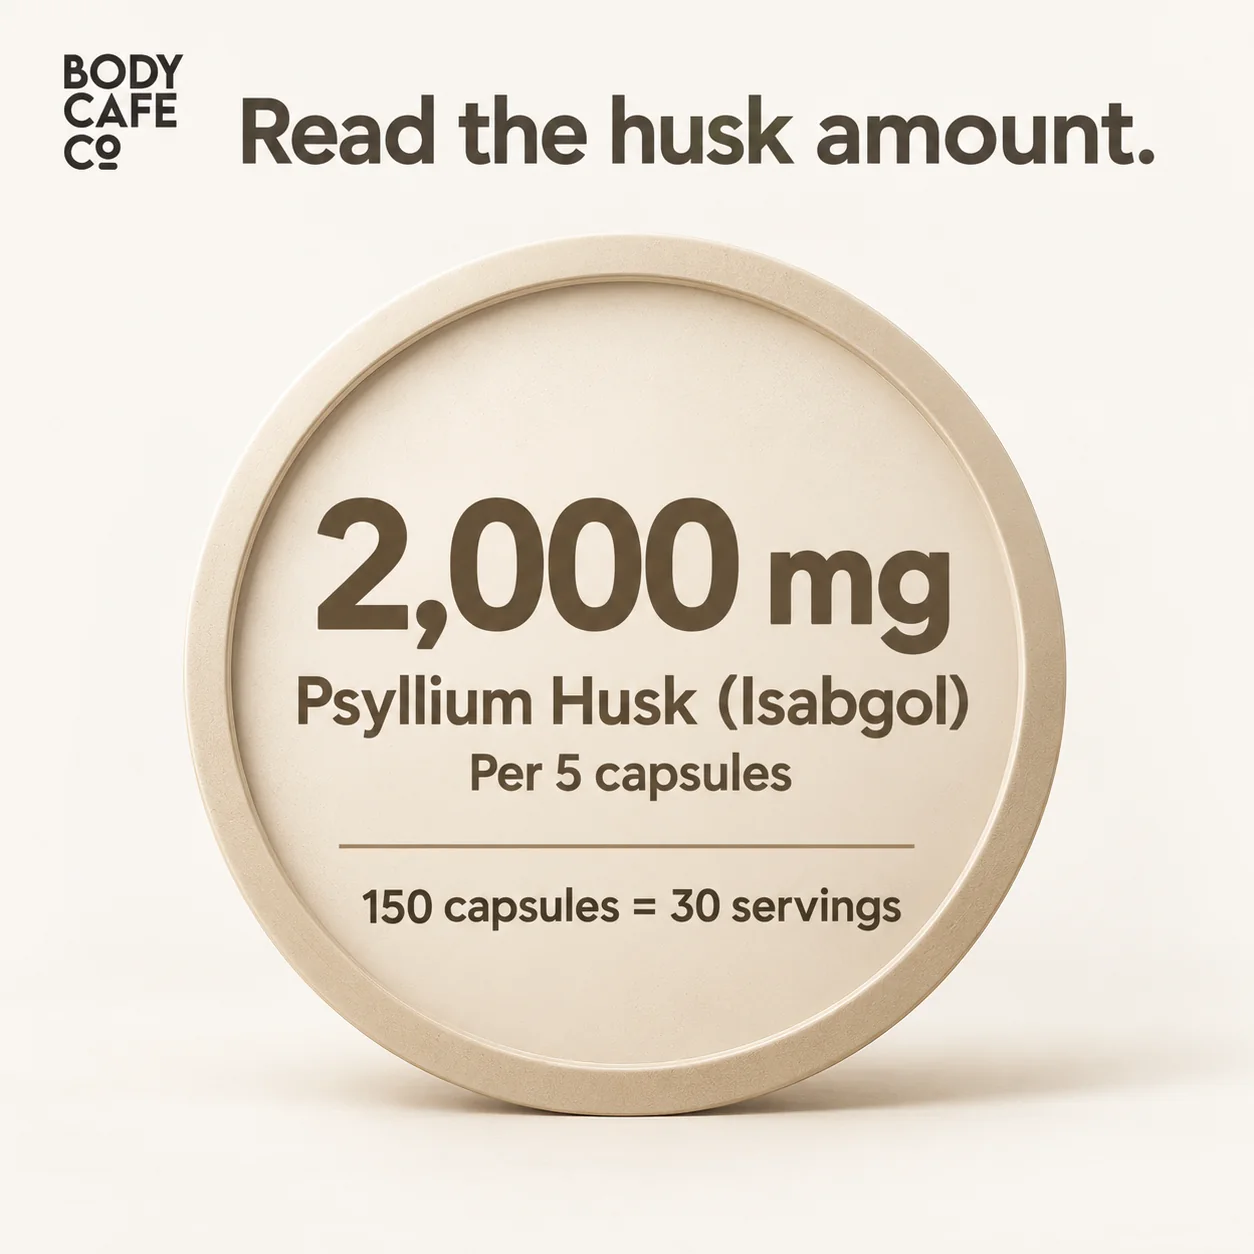 BODY
CAFE
Co
Read the husk amount.
2,000 mg
Psyllium Husk (Isabgol)
Per 5 capsules
150 capsules = 30 servings